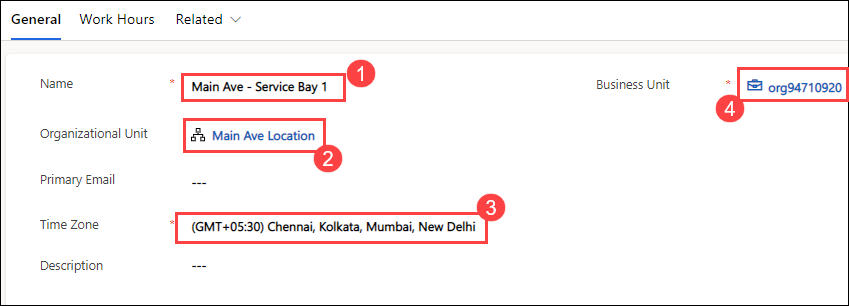 General Work Hours Related
Name * Main Ave - Service Bay 1 1 Business Unit * org94710920 4
Organizational Unit Main Ave Location 2
Primary Email ---
Time Zone * (GMT+05:30) Chennai, Kolkata, Mumbai, New Delhi 3
Description ---